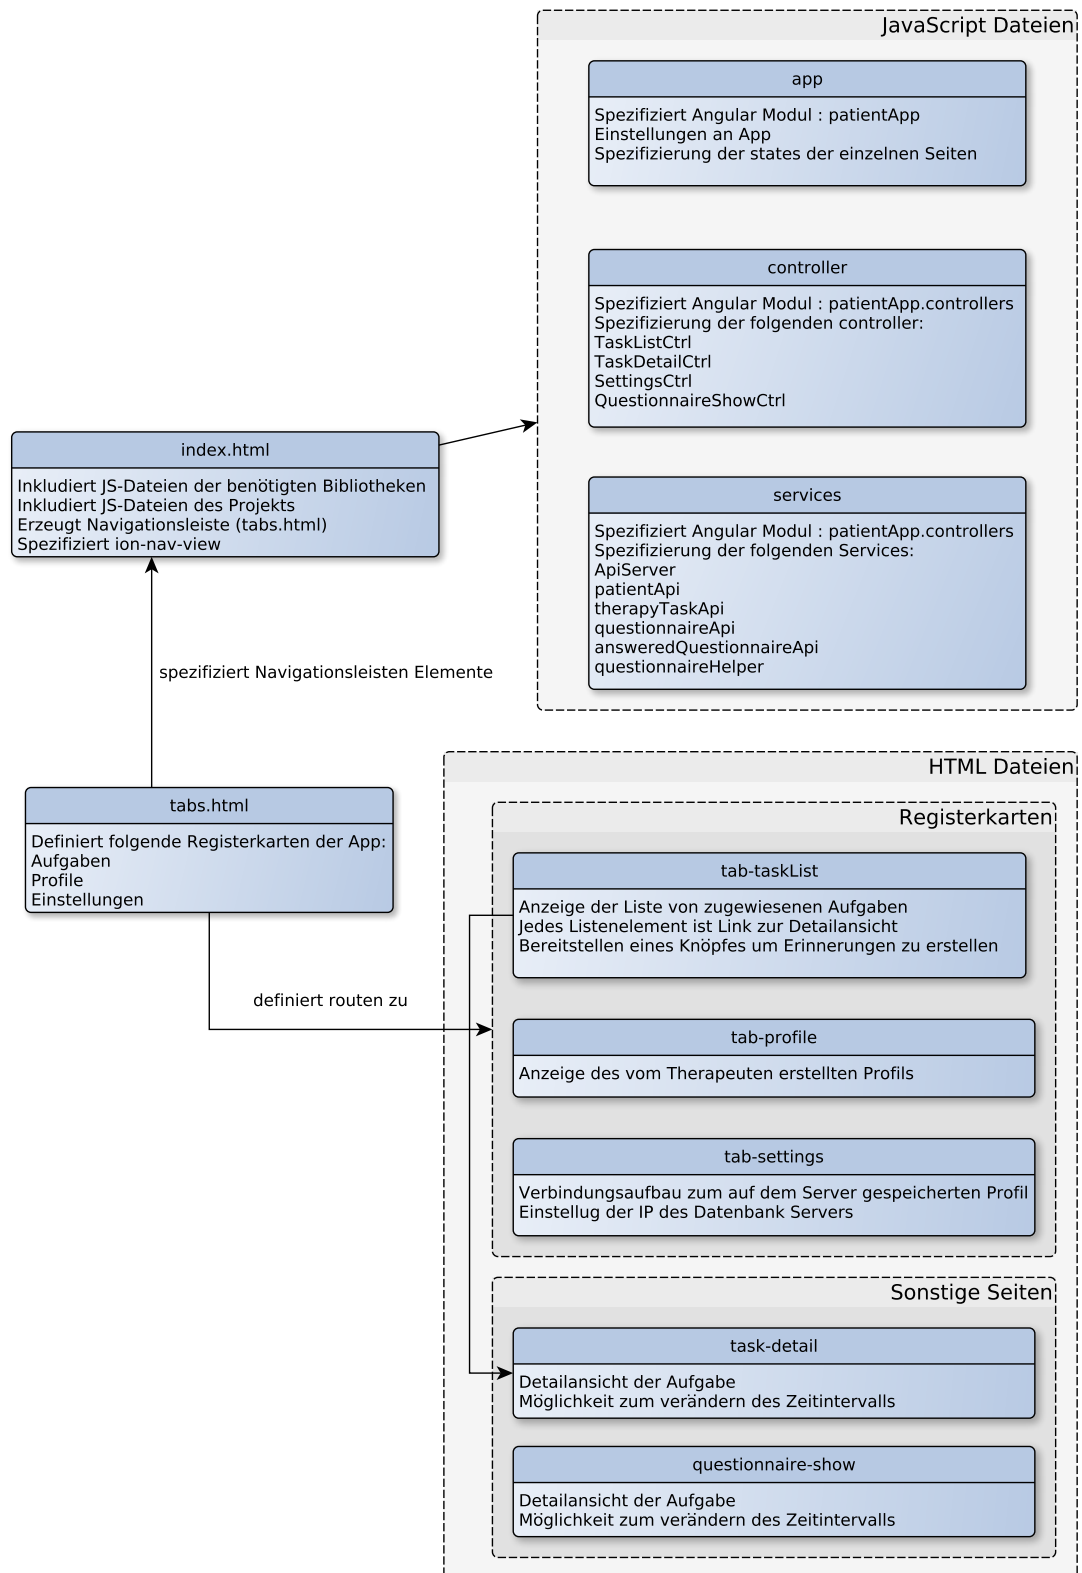 JavaScript Dateien
app
Spezifiziert Angular Modul : patientApp
Einstellungen an App
Spezifizierung der states der einzelnen Seiten
controller
Spezifiziert Angular Modul : patientApp.controllers
Spezifizierung der folgenden controller:
TaskListCtrl
TaskDetailCtrl
SettingsCtrl
QuestionnaireShowCtrl
index.html
Inkludiert JS-Dateien der benötigten Bibliotheken
Inkludiert JS-Dateien des Projekts
Erzeugt Navigationsleiste (tabs.html)
Spezifiziert ion-nav-view
services
Spezifiziert Angular Modul : patientApp.controllers
Spezifizierung der folgenden Services:
ApiServer
patientApi
therapyTaskApi
questionnaireApi
answeredQuestionnaireApi
questionnaireHelper
spezifiziert Navigationsleisten Elemente
tabs.html
Definiert folgende Registerkarten der App:
Aufgaben
Profile
Einstellungen
definiert routen zu
HTML Dateien
Registerkarten
tab-taskList
Anzeige der Liste von zugewiesenen Aufgaben
Jedes Listenelement ist Link zur Detailansicht
Bereitstellen eines Knöpfes um Erinnerungen zu erstellen
tab-profile
Anzeige des vom Therapeuten erstellten Profils
tab-settings
Verbindungsaufbau zum auf dem Server gespeicherten Profil
Einstellug der IP des Datenbank Servers
Sonstige Seiten
task-detail
Detailansicht der Aufgabe
Möglichkeit zum verändern des Zeitintervalls
questionnaire-show
Detailansicht der Aufgabe
Möglichkeit zum verändern des Zeitintervalls